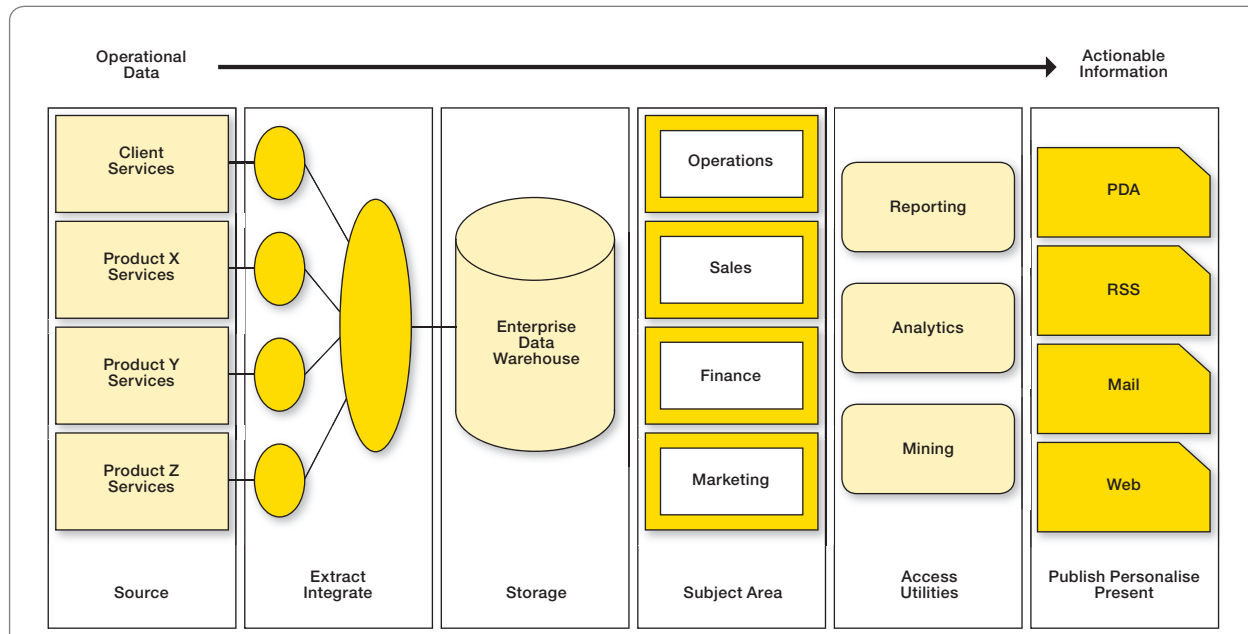 Operational
Data
Actionable
Information
Client
Services
Product X
Services
Product Y
Services
Product Z
Services
Source
Extract
Integrate
Enterprise
Data
Warehouse
Storage
Operations
Sales
Finance
Marketing
Subject Area
Reporting
Analytics
Mining
Access
Utilities
PDA
RSS
Mail
Web
Publish Personalise
Present